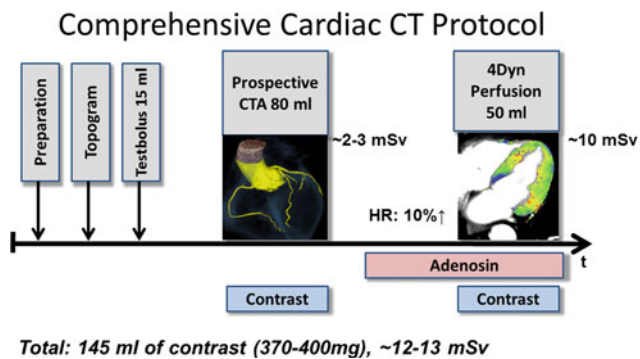 Comprehensive Cardiac CT Protocol
Preparation
Topogram
Testbolus 15 ml
Prospective
CTA 80 ml
~2-3 mSv
4Dyn
Perfusion
50 ml
~10 mSv
HR: 10%↑
t
Adenosin
Contrast
Contrast
Total: 145 ml of contrast (370-400mg), ~12-13 mSv